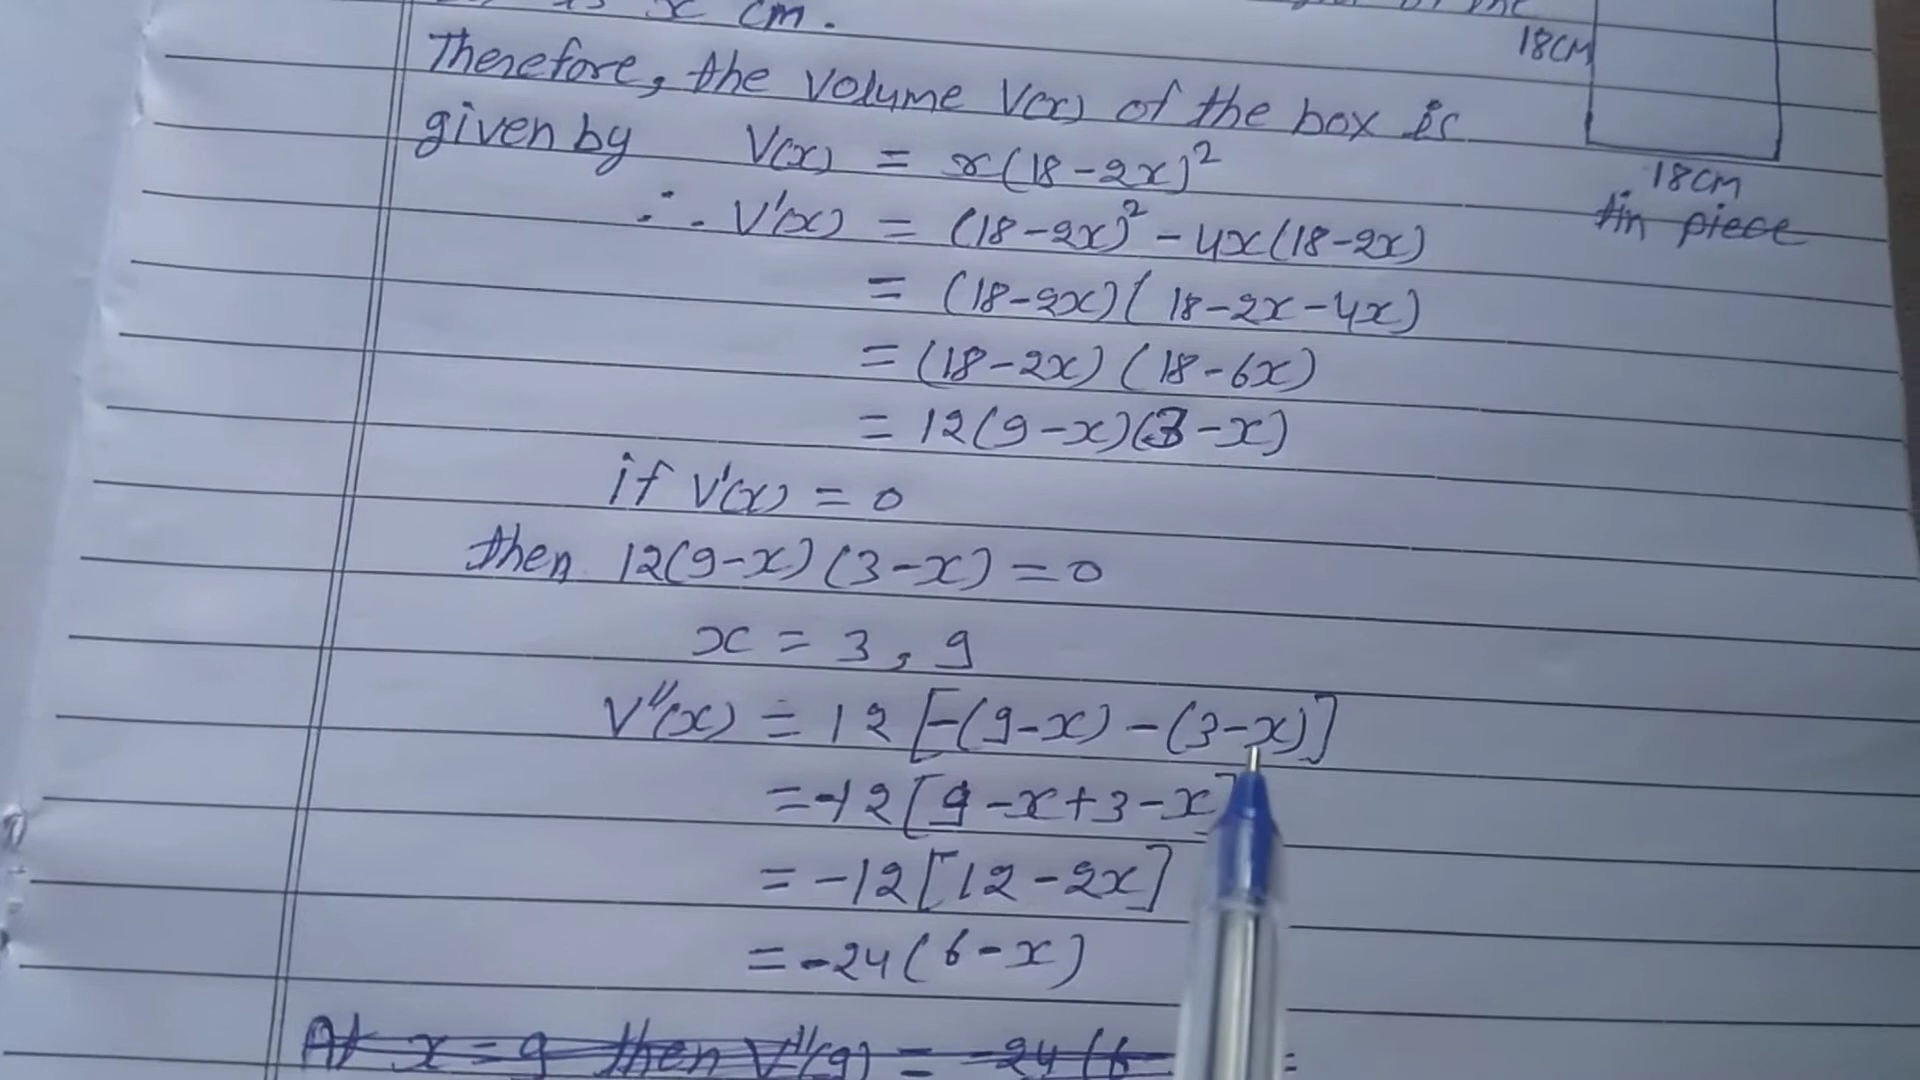 x cm.
18CM
Therefore, the volume V(x) of the box is
given by V(x) = x(18-2x)²
18CM
tin piece
∴ V'(x) = (18-2x)² - 4x(18-2x)
= (18-2x)(18-2x-4x)
= (18-2x)(18-6x)
= 12(9-x)(3-x)
if V'(x) = 0
then 12(9-x)(3-x) = 0
x = 3, 9
V''(x) = 12[-(9-x)-(3-x)]
= -12[9-x+3-x]
= -12[12-2x]
= -24(6-x)
At x = 9 then V''(9) = -24(6 =